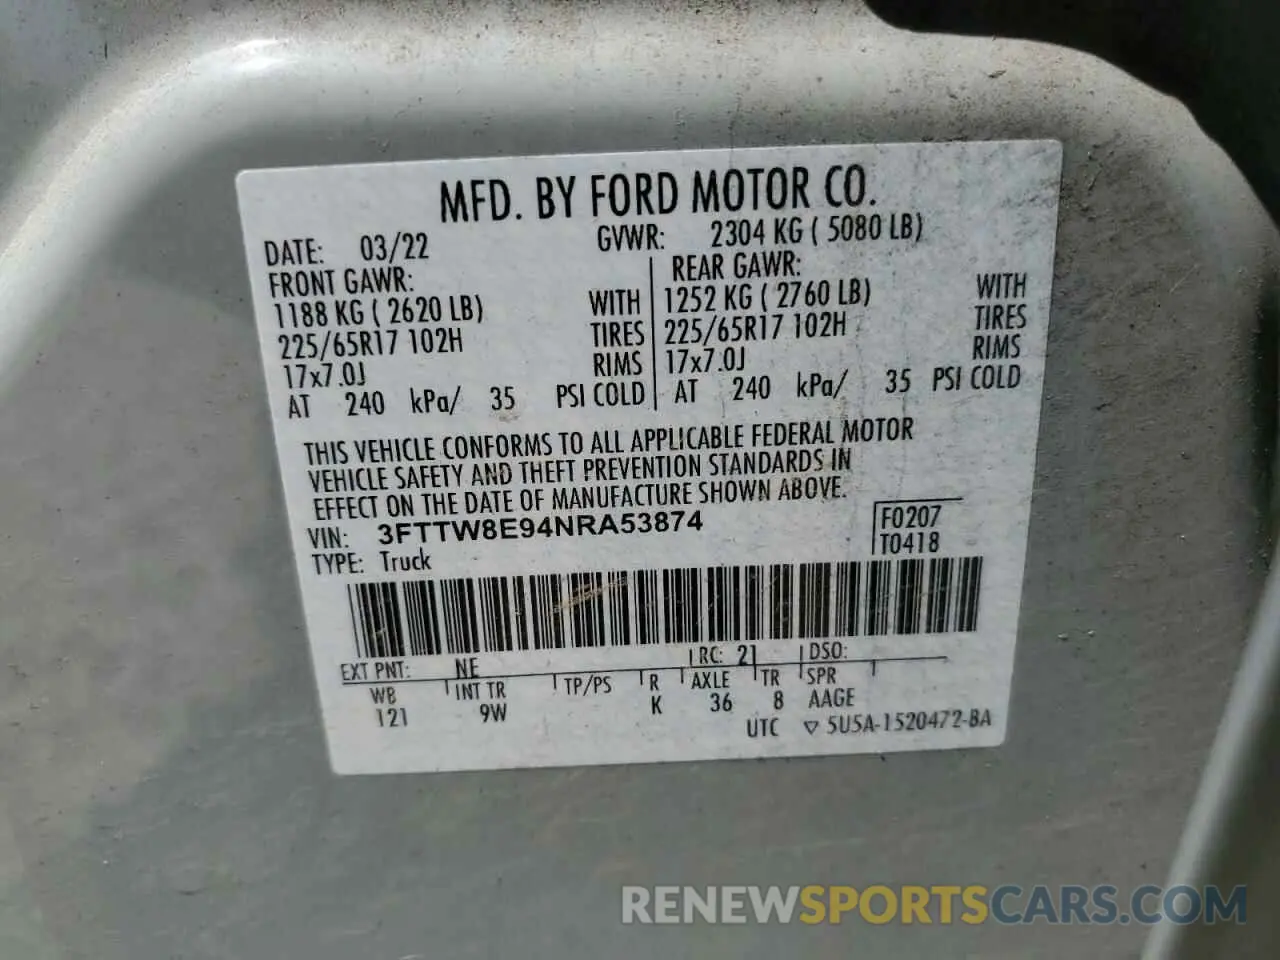 MFD. BY FORD MOTOR CO.
DATE: 03/22 GVWR: 2304 KG ( 5080 LB)
FRONT GAWR: REAR GAWR:
1188 KG ( 2620 LB) WITH 1252 KG ( 2760 LB) WITH
225/65R17 102H TIRES 225/65R17 102H TIRES
17x7.0J RIMS 17x7.0J RIMS
AT 240 kPa/ 35 PSI COLD AT 240 kPa/ 35 PSI COLD
THIS VEHICLE CONFORMS TO ALL APPLICABLE FEDERAL MOTOR
VEHICLE SAFETY AND THEFT PREVENTION STANDARDS IN
EFFECT ON THE DATE OF MANUFACTURE SHOWN ABOVE.
VIN: 3FTTW8E94NRA53874 F0207
TYPE: Truck T0418
EXT PNT: NE RC: 21 DSO:
WB INT TR TP/PS R AXLE TR SPR
121 9W K 36 8 AAGE
UTC ▽ 5U5A-1520472-BA
RENEWSPORTSCARS.COM